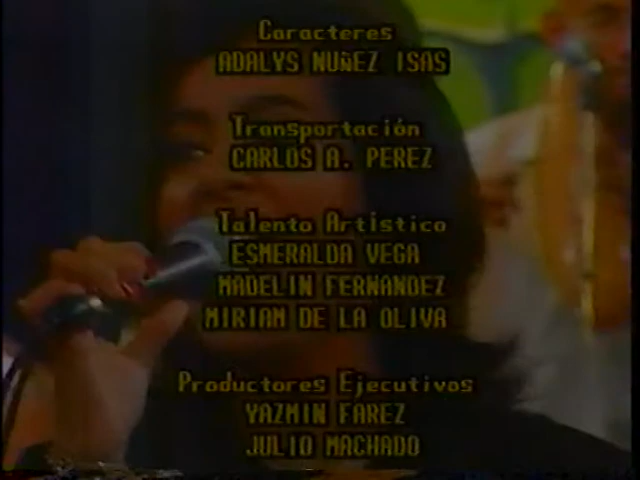 Caracteres
ADALYS NUÑEZ ISAS
Transportación
CARLOS A. PEREZ
Talento Artístico
ESMERALDA VEGA
MADELIN FERNANDEZ
MIRIAM DE LA OLIVA
Productores Ejecutivos
YAZMIN FAREZ
JULIO MACHADO